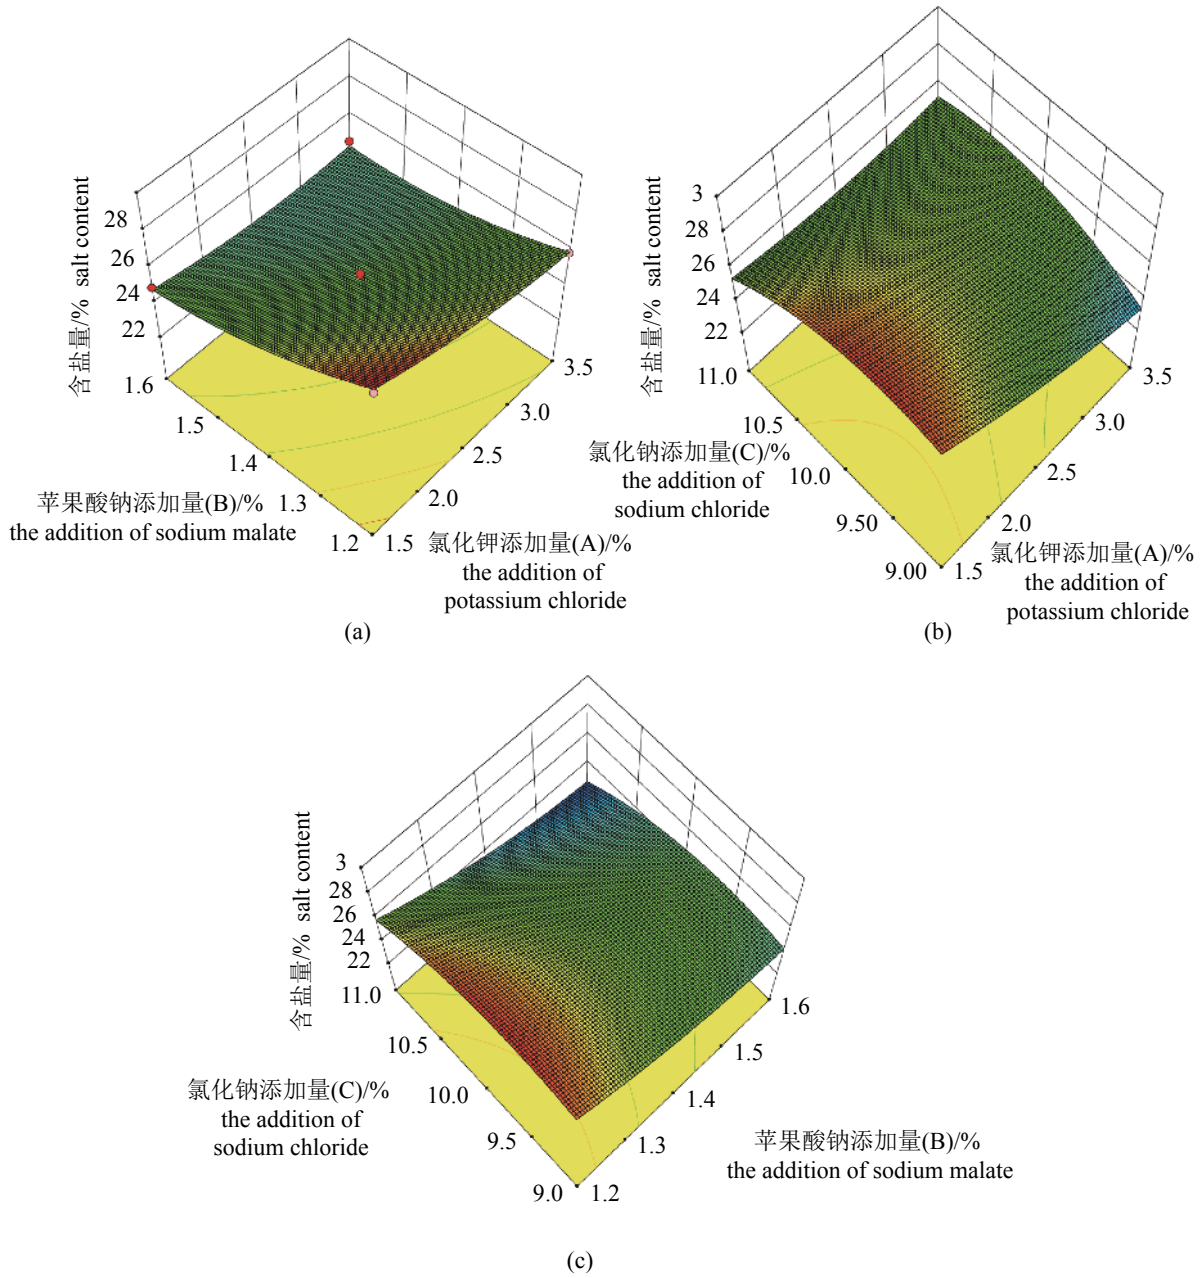 28
26
24
22
含盐量/% salt content
1.6
1.5
1.4
1.3
1.2
苹果酸钠添加量(B)/%
the addition of sodium malate
3.5
3.0
2.5
2.0
1.5
氯化钾添加量(A)/%
the addition of
potassium chloride
(a)
3
28
26
24
22
含盐量/% salt content
11.0
10.5
10.0
9.50
9.00
氯化钠添加量(C)/%
the addition of
sodium chloride
3.5
3.0
2.5
2.0
1.5
氯化钾添加量(A)/%
the addition of
potassium chloride
(b)
3
28
26
24
22
含盐量/% salt content
11.0
10.5
10.0
9.5
9.0
氯化钠添加量(C)/%
the addition of
sodium chloride
1.6
1.5
1.4
1.3
1.2
苹果酸钠添加量(B)/%
the addition of sodium malate
(c)